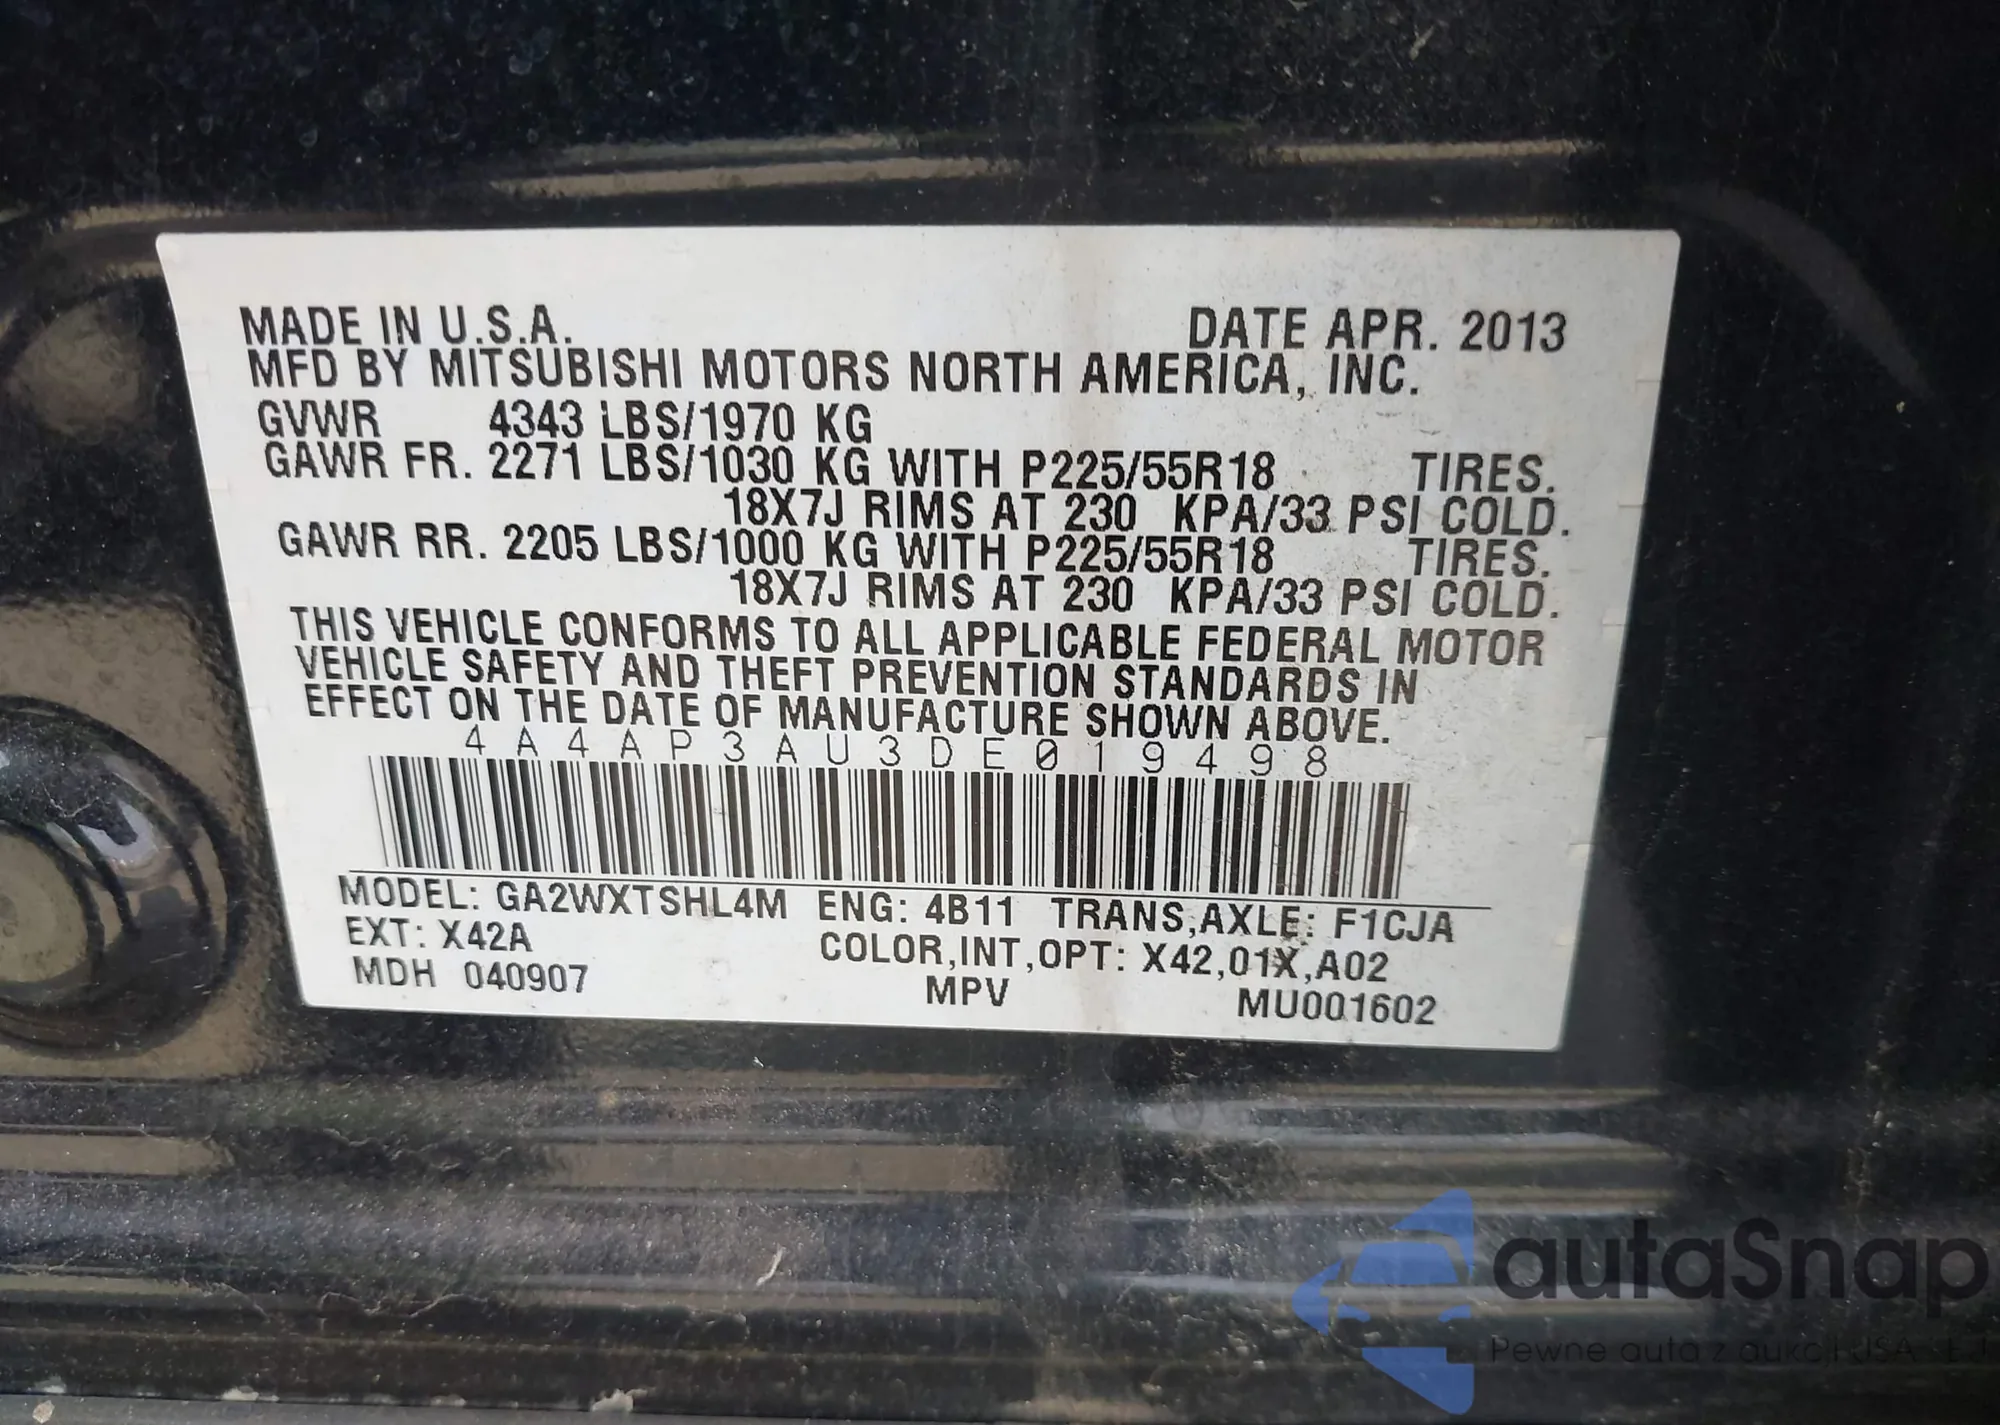 MADE IN U.S.A. DATE APR. 2013
MFD BY MITSUBISHI MOTORS NORTH AMERICA, INC.
GVWR 4343 LBS/1970 KG
GAWR FR. 2271 LBS/1030 KG WITH P225/55R18 TIRES.
18X7J RIMS AT 230 KPA/33 PSI COLD.
GAWR RR. 2205 LBS/1000 KG WITH P225/55R18 TIRES.
18X7J RIMS AT 230 KPA/33 PSI COLD.
THIS VEHICLE CONFORMS TO ALL APPLICABLE FEDERAL MOTOR
VEHICLE SAFETY AND THEFT PREVENTION STANDARDS IN
EFFECT ON THE DATE OF MANUFACTURE SHOWN ABOVE.
4A4AP3AU3DE019498
MODEL: GA2WXTSHL4M ENG: 4B11 TRANS,AXLE: F1CJA
EXT: X42A COLOR,INT,OPT: X42,01X,A02
MDH 040907 MPV MU001602
autaSnap
Pewne auta z aukcji